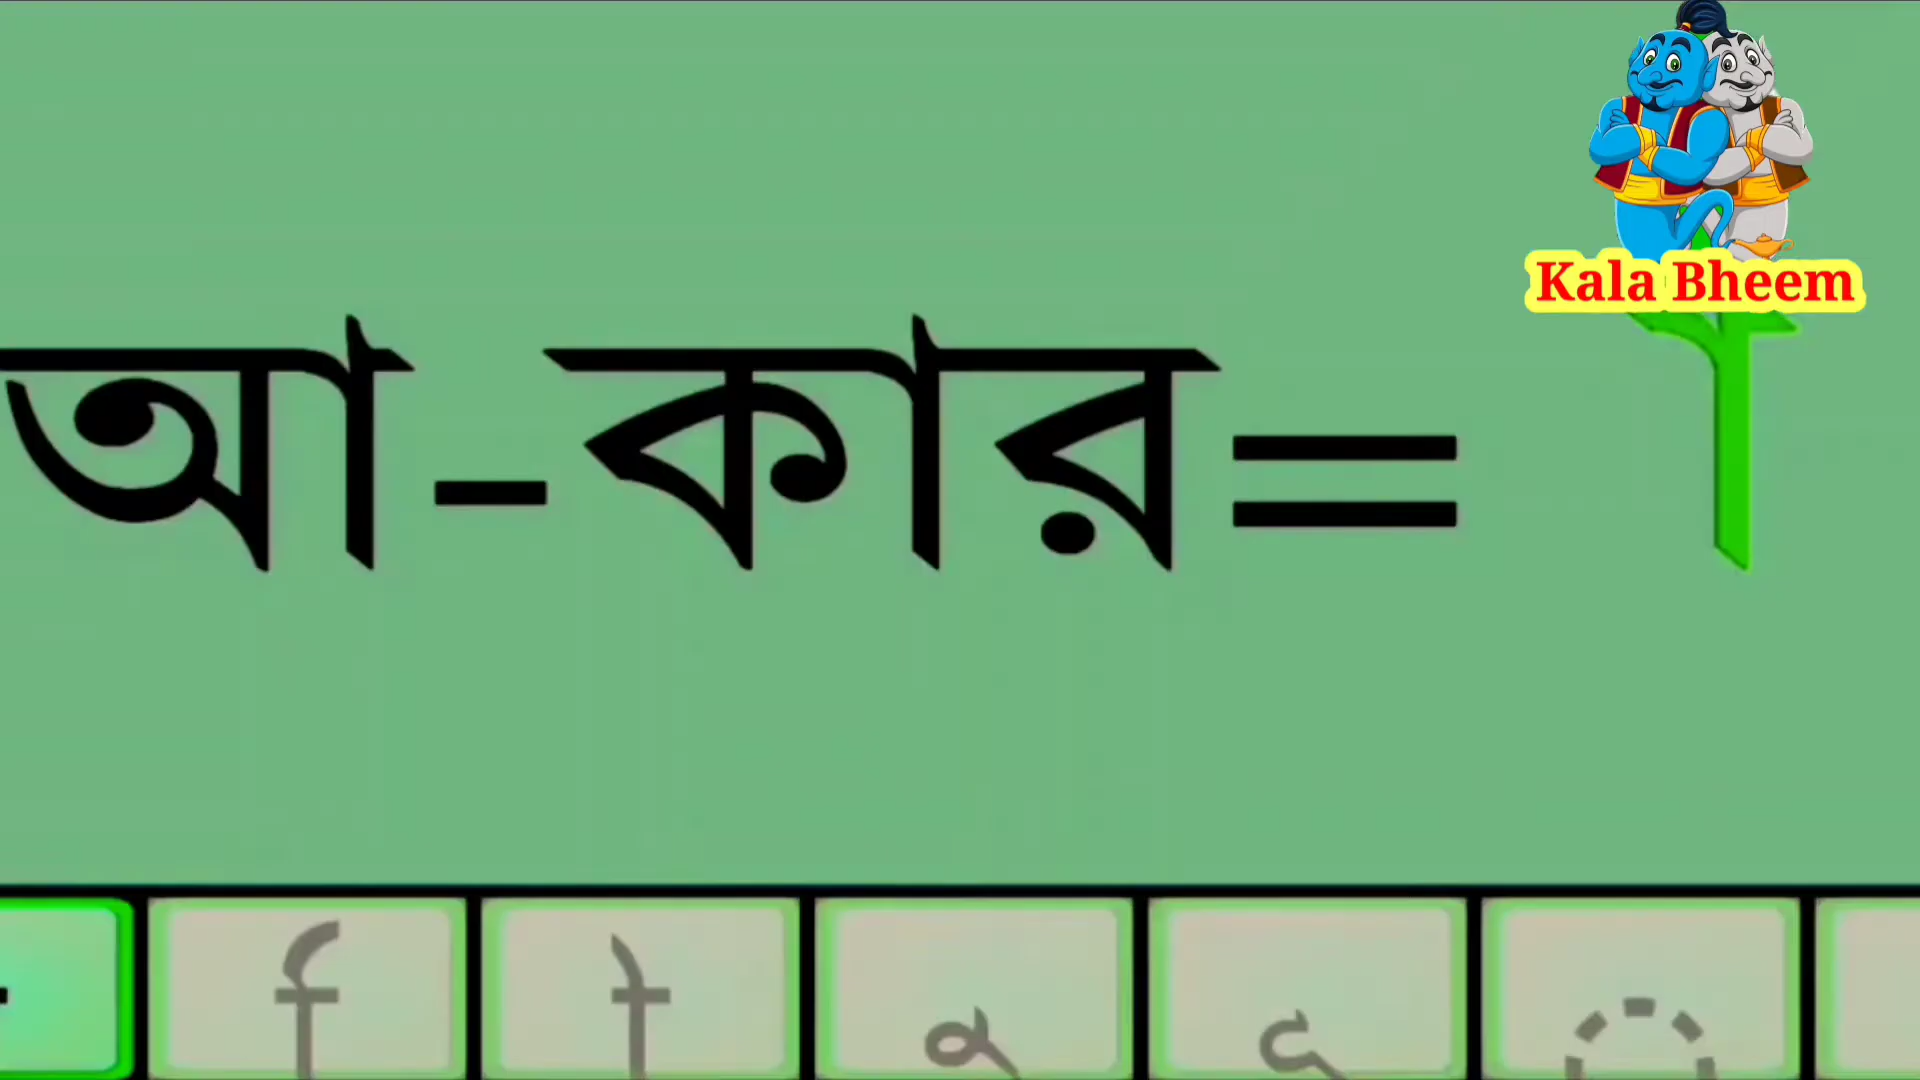 Kala Bheem
আ-কার= া
ি ী ু ূ